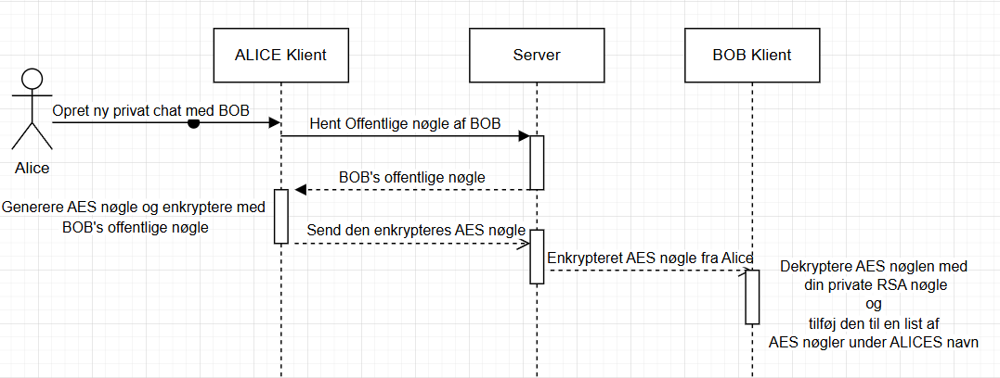 ALICE Klient
Server
BOB Klient
Opret ny privat chat med BOB
Alice
Hent Offentlige nøgle af BOB
BOB's offentlige nøgle
Generere AES nøgle og enkryptere med
BOB's offentlige nøgle
Send den enkrypteres AES nøgle
Enkrypteret AES nøgle fra Alice
Dekryptere AES nøglen med
din private RSA nøgle
og
tilføj den til en list af
AES nøgler under ALICES navn